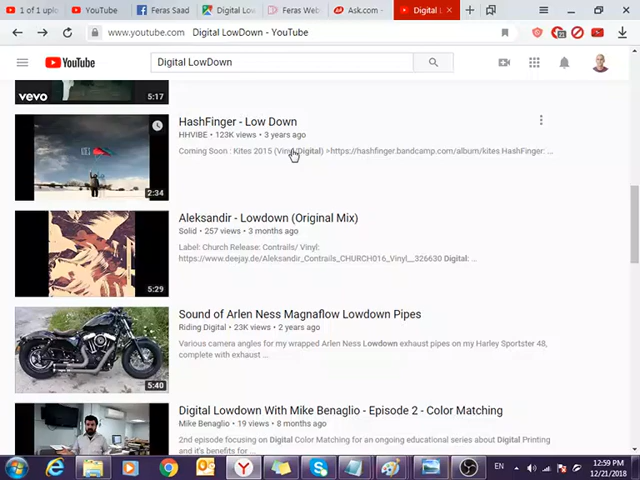 1 of 1 uplo
YouTube
Feras Saad
Digital Lo
Feras Web
Ask.com -
Digital L
www.youtube.com Digital LowDown - YouTube
YouTube
Digital LowDown
vevo
5:17
HashFinger - Low Down
HHVIBE • 123K views • 3 years ago
Coming Soon : Kites 2015 (Vinyl/Digital) >https://hashfinger.bandcamp.com/album/kites HashFinger: ...
2:34
Aleksandir - Lowdown (Original Mix)
Solid • 257 views • 3 months ago
Label: Church Release: Contrails/ Vinyl:
https://www.deejay.de/Aleksandir_Contrails_CHURCH016_Vinyl__326630 Digital: ...
5:29
Sound of Arlen Ness Magnaflow Lowdown Pipes
Riding Digital • 23K views • 2 years ago
Various camera angles for my wrapped Arlen Ness Lowdown exhaust pipes on my Harley Sportster 48,
complete with exhaust ...
5:40
Digital Lowdown With Mike Benaglio - Episode 2 - Color Matching
Mike Benaglio • 19 views • 8 months ago
2nd episode focusing on Digital Color Matching for an ongoing educational series about Digital Printing
and it's benefits for ...
EN
12:59 PM
12/21/2018